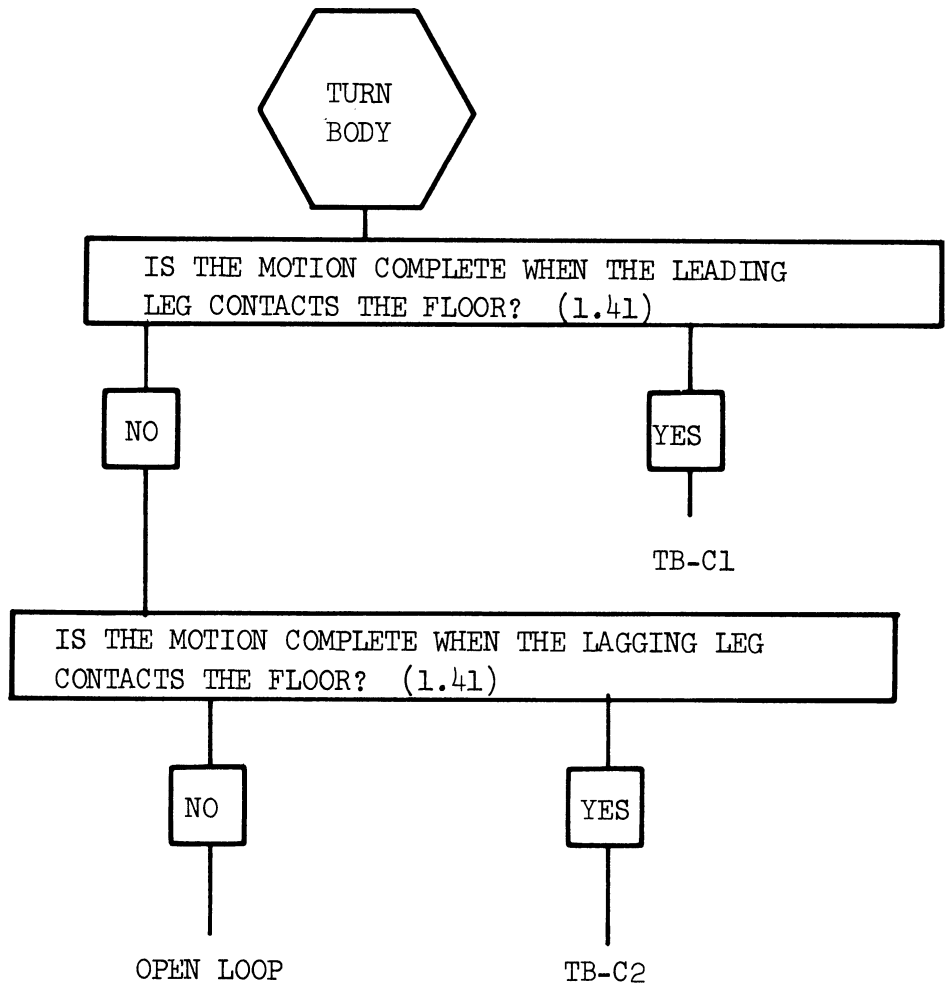 TURN
BODY
IS THE MOTION COMPLETE WHEN THE LEADING
LEG CONTACTS THE FLOOR? (1.41)
NO
YES
TB-C1
IS THE MOTION COMPLETE WHEN THE LAGGING LEG
CONTACTS THE FLOOR? (1.41)
NO
YES
OPEN LOOP
TB-C2